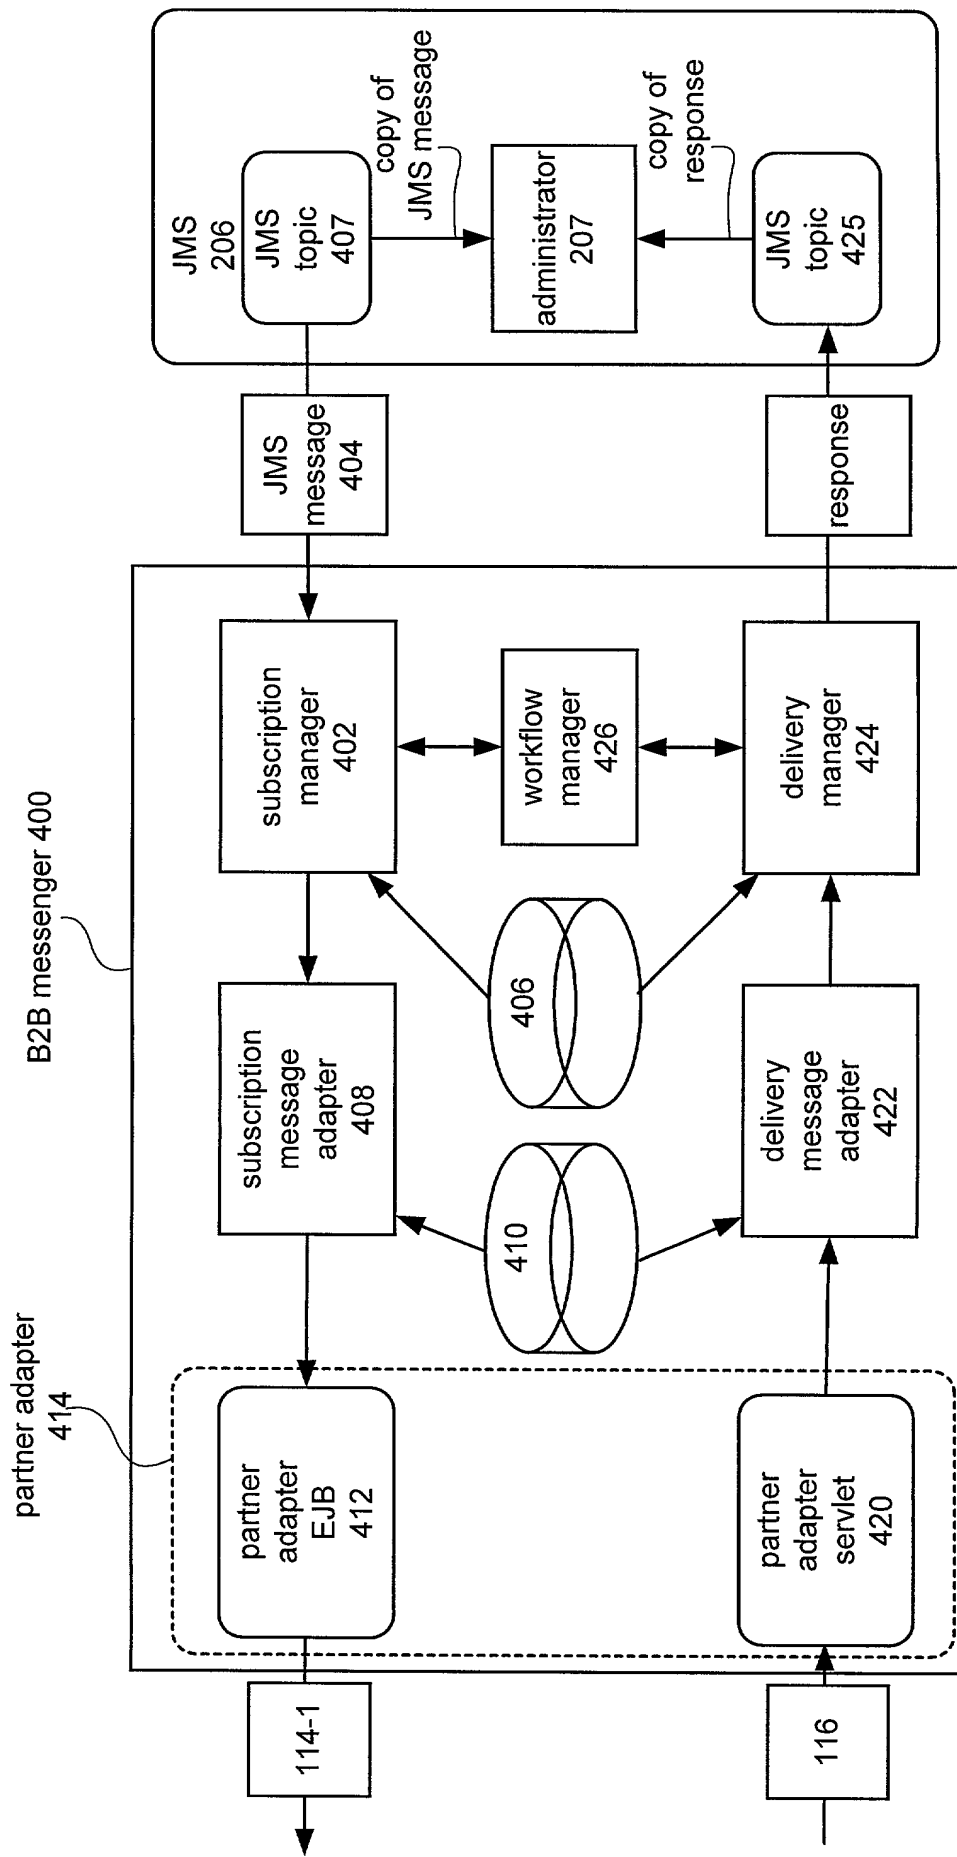 B2B messenger 400
partner adapter
414
JMS
206
JMS
topic
407
copy of
JMS message
administrator
207
copy of
response
JMS
topic
425
JMS
message
404
response
subscription
manager
402
workflow
manager
426
delivery
manager
424
subscription
message
adapter
408
406
410
delivery
message
adapter
422
partner
adapter
EJB
412
partner
adapter
servlet
420
114-1
116